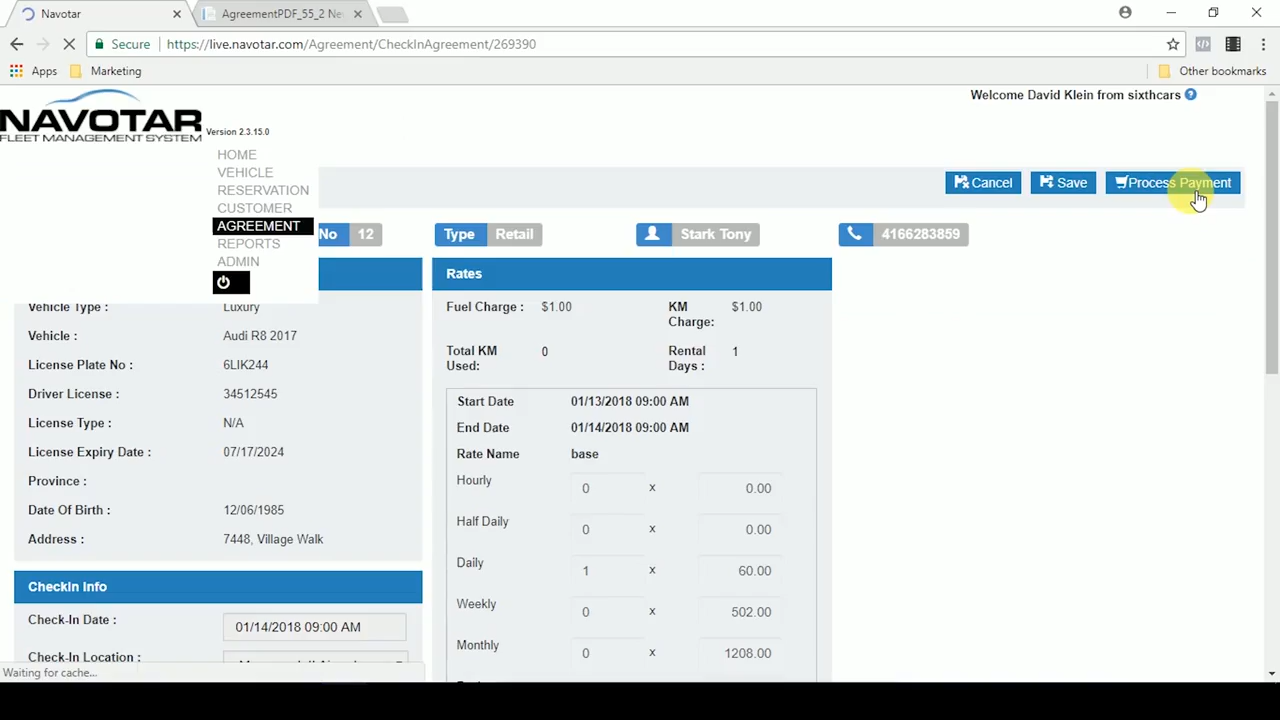 Navotar
AgreementPDF_55_2 Ne
Secure https://live.navotar.com/Agreement/CheckInAgreement/269390
Apps Marketing Other bookmarks
Welcome David Klein from sixthcars ?
NAVOTAR
FLEET MANAGEMENT SYSTEM
Version 2.3.15.0
HOME
VEHICLE
RESERVATION
CUSTOMER
AGREEMENT
REPORTS
ADMIN
Cancel Save Process Payment
No 12 Type Retail Stark Tony 4166283859
Vehicle Type : Luxury
Vehicle : Audi R8 2017
License Plate No : 6LIK244
Driver License : 34512545
License Type : N/A
License Expiry Date : 07/17/2024
Province :
Date Of Birth : 12/06/1985
Address : 7448, Village Walk
CheckIn Info
Check-In Date : 01/14/2018 09:00 AM
Check-In Location :
Rates
Fuel Charge : $1.00 KM Charge: $1.00
Total KM Used: 0 Rental Days : 1
Start Date 01/13/2018 09:00 AM
End Date 01/14/2018 09:00 AM
Rate Name base
Hourly 0 x 0.00
Half Daily 0 x 0.00
Daily 1 x 60.00
Weekly 0 x 502.00
Monthly 0 x 1208.00
Waiting for cache...